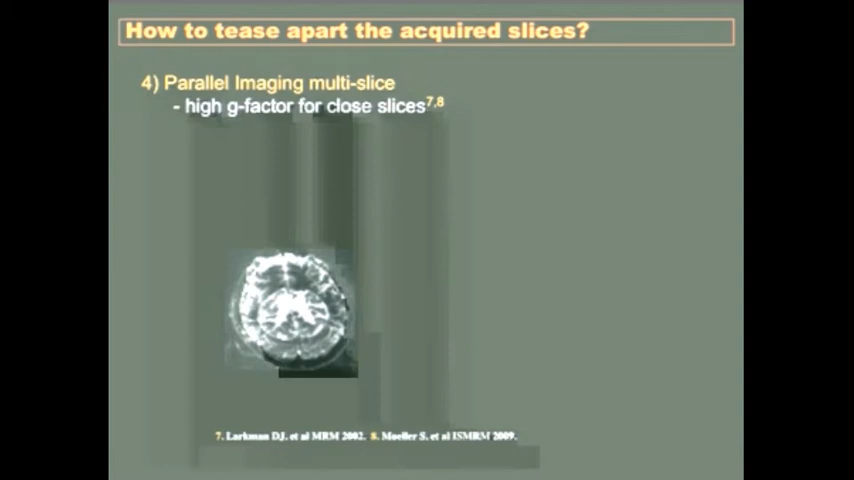 How to tease apart the acquired slices?
4) Parallel Imaging multi-slice
- high g-factor for close slices7,8
7. Larkman DJ, et al MRM 2002. 8. Moeller S, et al ISMRM 2009.